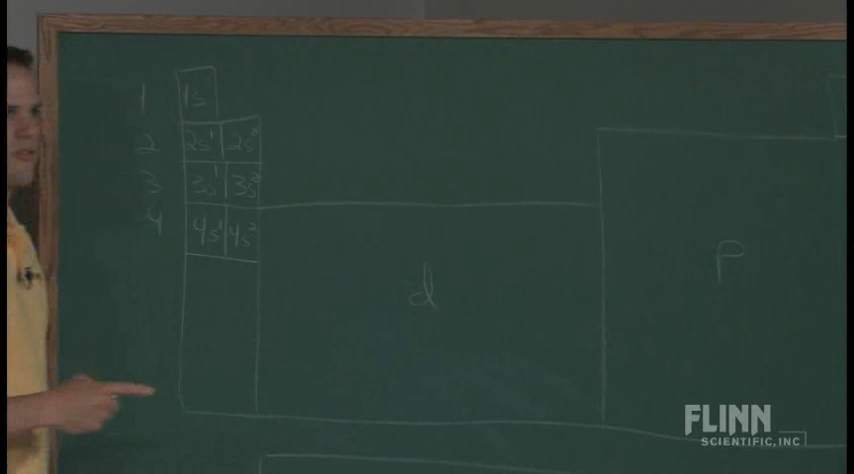 1 1s
2 2s¹ 2s²
3 3s¹ 3s²
4 4s¹ 4s²
d
P
FLINN
SCIENTIFIC, INC